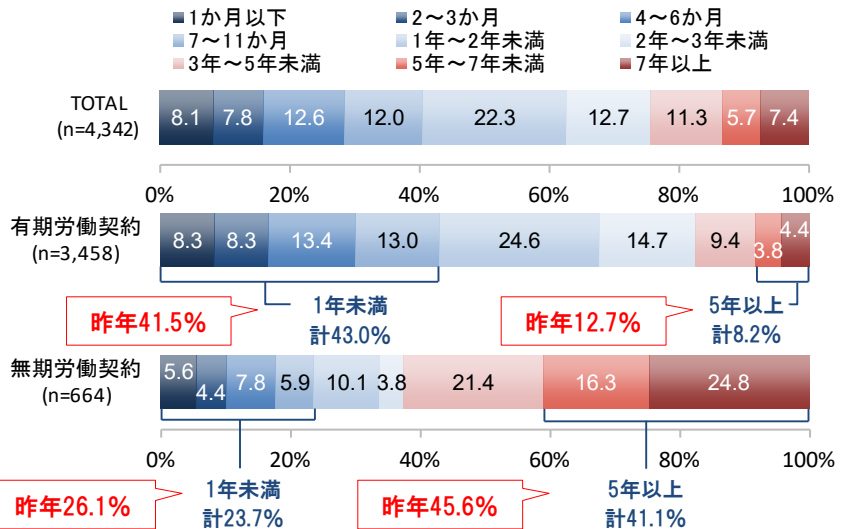 ■1か月以下 ■2～3か月 ■4～6か月
■7～11か月 ■1年～2年未満 ■2年～3年未満
■3年～5年未満 ■5年～7年未満 ■7年以上
TOTAL
(n=4,342)
8.1 7.8 12.6 12.0 22.3 12.7 11.3 5.7 7.4
0% 20% 40% 60% 80% 100%
有期労働契約
(n=3,458)
8.3 8.3 13.4 13.0 24.6 14.7 9.4 3.8 4.4
昨年41.5%
1年未満
計43.0%
昨年12.7%
5年以上
計8.2%
無期労働契約
(n=664)
5.6 4.4 7.8 5.9 10.1 3.8 21.4 16.3 24.8
0% 20% 40% 60% 80% 100%
昨年26.1%
1年未満
計23.7%
昨年45.6%
5年以上
計41.1%